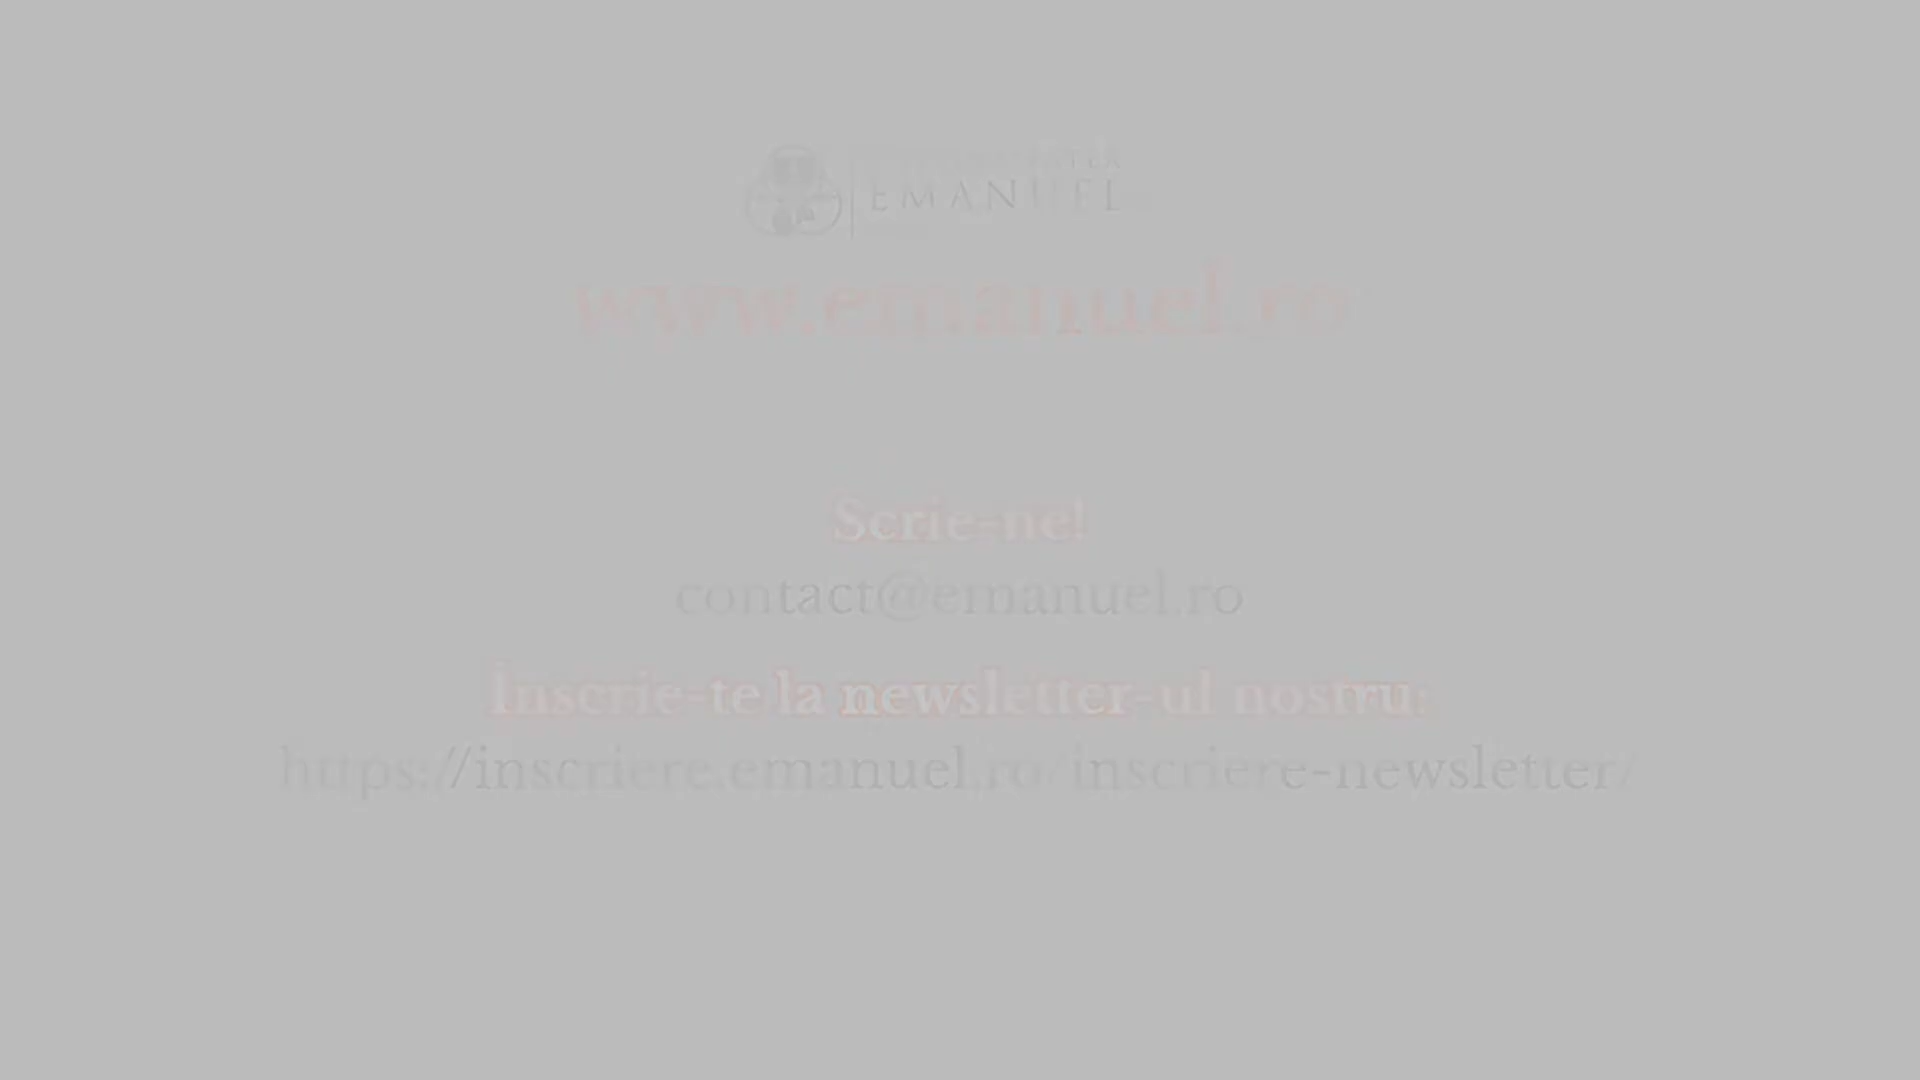 EMANUEL
www.emanuel.ro
Scrie-ne!
contact@emanuel.ro
Înscrie-te la newsletter-ul nostru:
https://inscriere.emanuel.ro/inscriere-newsletter/